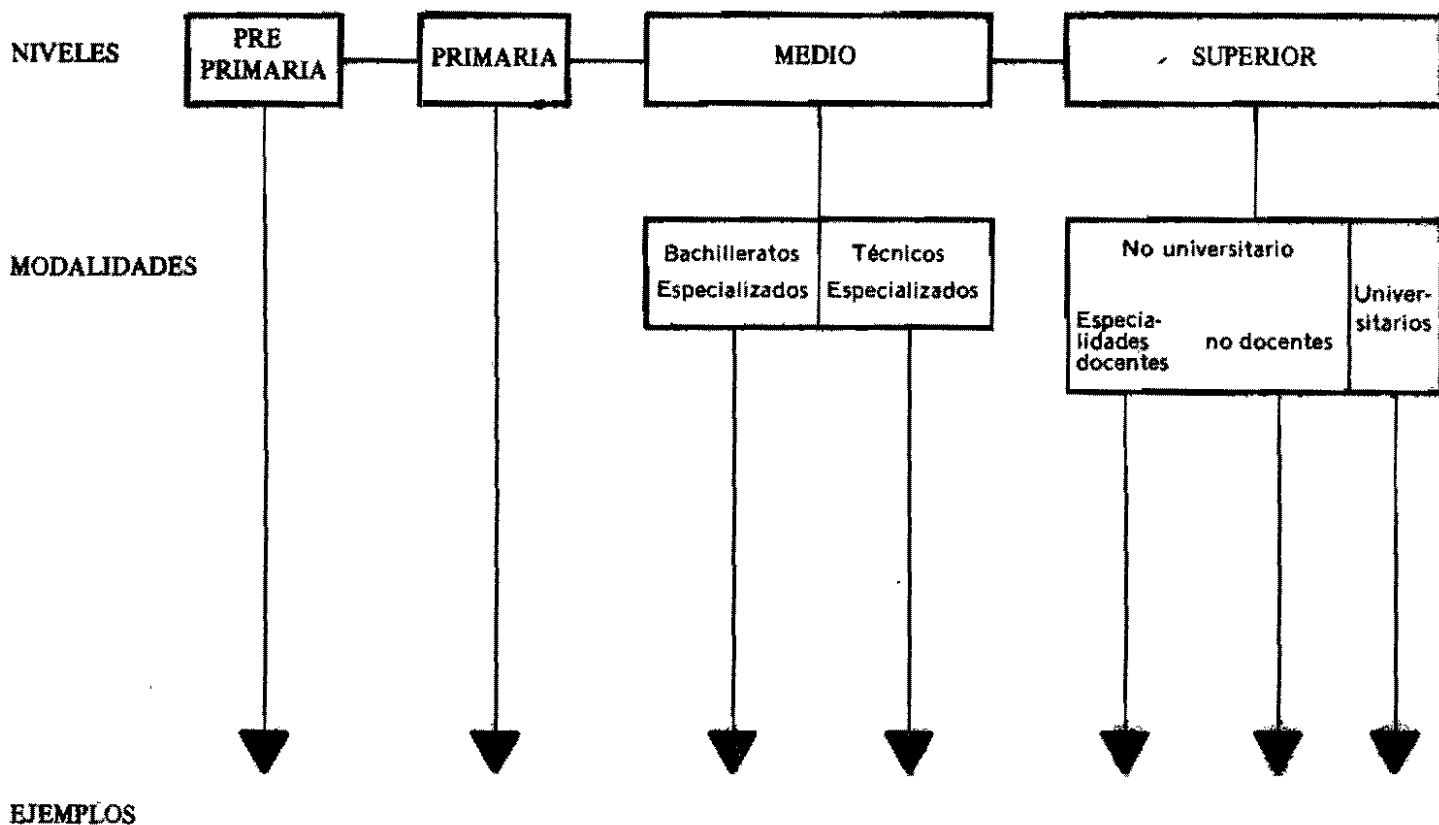 NIVELES
PRE
PRIMARIA
PRIMARIA
MEDIO
SUPERIOR
MODALIDADES
Bachilleratos
Especializados
Técnicos
Especializados
No universitario
Especia-
lidades
docentes
no docentes
Univer-
sitarios
EJEMPLOS